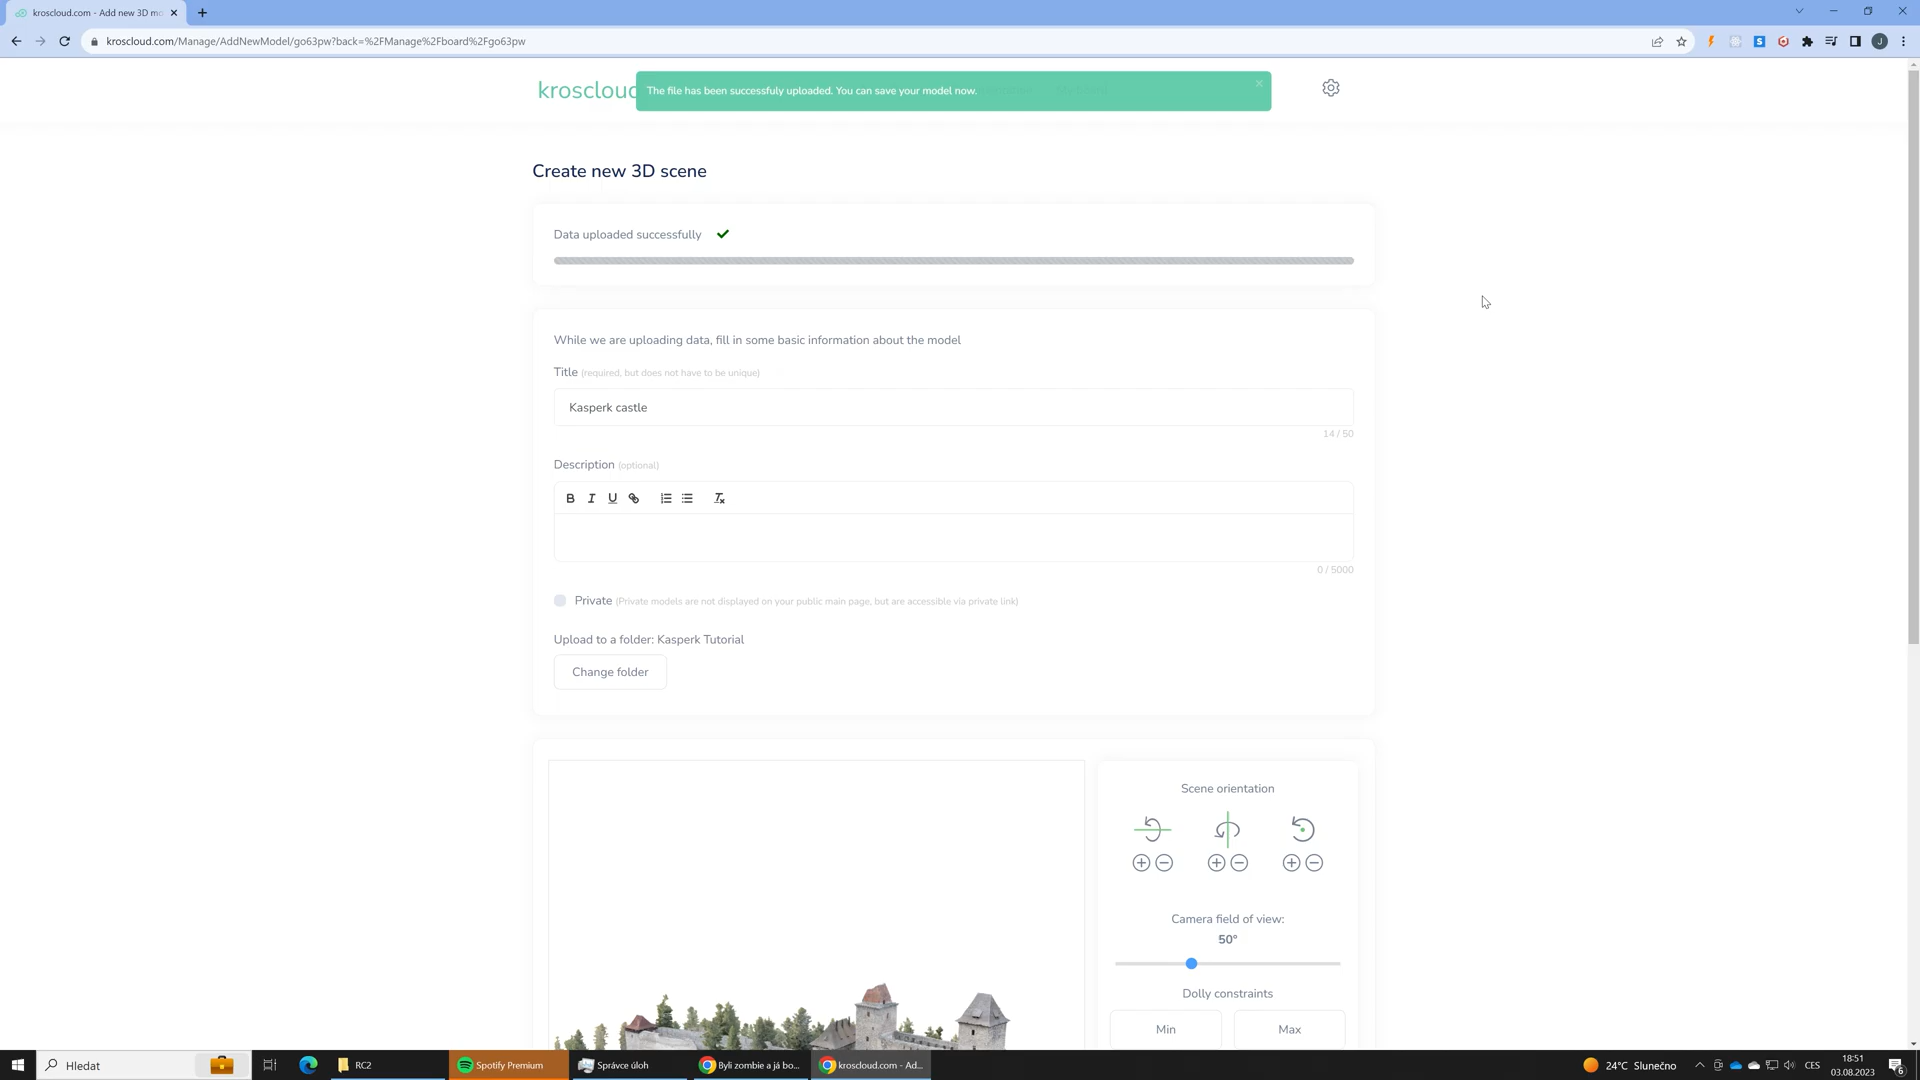 kroscloud.com - Add new 3D mo
kroscloud.com/Manage/AddNewModel/go63pw?back=%2FManage%2Fboard%2Fgo63pw
J
kroscloud
The file has been successfuly uploaded. You can save your model now.
Create new 3D scene
Data uploaded successfully
While we are uploading data, fill in some basic information about the model
Title (required, but does not have to be unique)
Kasperk castle
14 / 50
Description (optional)
B I U
0 / 5000
Private (Private models are not displayed on your public main page, but are accessible via private link)
Upload to a folder: Kasperk Tutorial
Change folder
Scene orientation
Camera field of view:
50°
Dolly constraints
Min
Max
Hledat
RC2
Spotify Premium
Správce úloh
Byli zombie a já bo...
kroscloud.com - Ad...
24°C Slunečno
CES
18:51
03.08.2023
6